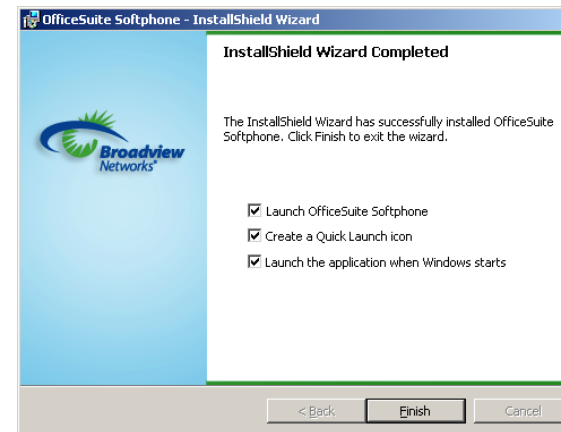 OfficeSuite Softphone - InstallShield Wizard
InstallShield Wizard Completed
The InstallShield Wizard has successfully installed OfficeSuite
Softphone. Click Finish to exit the wizard.
Broadview
Networks®
Launch OfficeSuite Softphone
Create a Quick Launch icon
Launch the application when Windows starts
< Back
Finish
Cancel